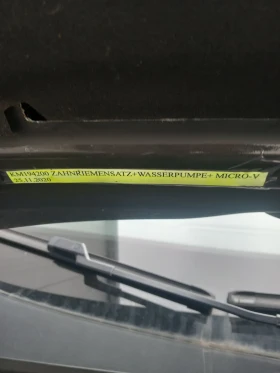 KM194200 ZAHNRIEMENSATZ+WASSERPUMPE+ MICRO-V
25.11.2020